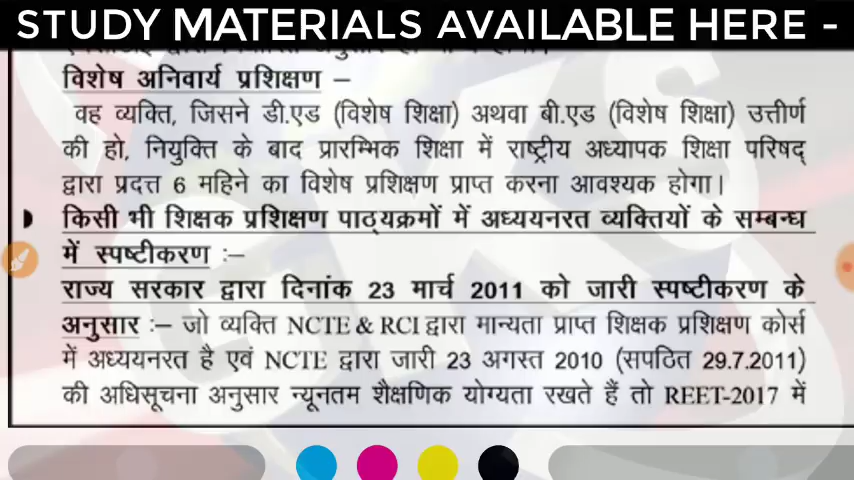 STUDY MATERIALS AVAILABLE HERE -
विशेष अनिवार्य प्रशिक्षण –
वह व्यक्ति, जिसने डी.एड (विशेष शिक्षा) अथवा बी.एड (विशेष शिक्षा) उत्तीर्ण
की हो, नियुक्ति के बाद प्रारम्भिक शिक्षा में राष्ट्रीय अध्यापक शिक्षा परिषद्
द्वारा प्रदत्त 6 महिने का विशेष प्रशिक्षण प्राप्त करना आवश्यक होगा।
किसी भी शिक्षक प्रशिक्षण पाठ्यक्रमों में अध्ययनरत व्यक्तियों के सम्बन्ध
में स्पष्टीकरण :–
राज्य सरकार द्वारा दिनांक 23 मार्च 2011 को जारी स्पष्टीकरण के
अनुसार :– जो व्यक्ति NCTE & RCI द्वारा मान्यता प्राप्त शिक्षक प्रशिक्षण कोर्स
में अध्ययनरत है एवं NCTE द्वारा जारी 23 अगस्त 2010 (सपठित 29.7.2011)
की अधिसूचना अनुसार न्यूनतम शैक्षणिक योग्यता रखते हैं तो REET-2017 में